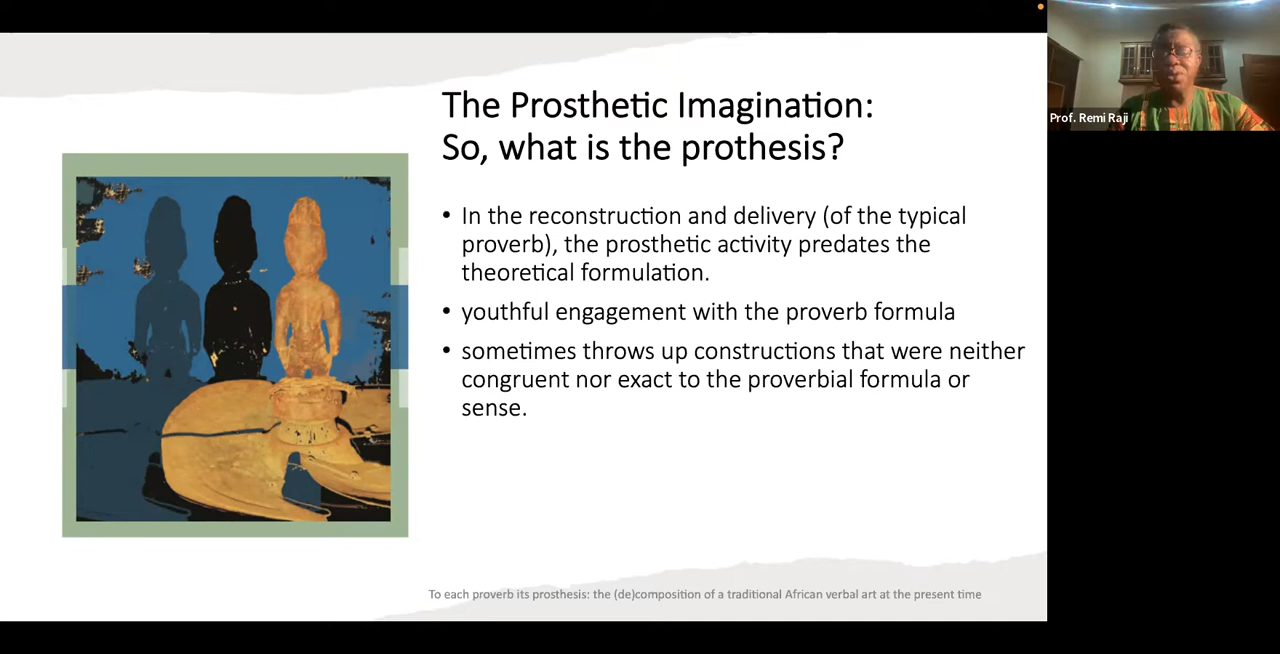 The Prosthetic Imagination:
So, what is the prothesis?
• In the reconstruction and delivery (of the typical
proverb), the prosthetic activity predates the
theoretical formulation.
• youthful engagement with the proverb formula
• sometimes throws up constructions that were neither
congruent nor exact to the proverbial formula or
sense.
To each proverb its prosthesis: the (de)composition of a traditional African verbal art at the present time
Prof. Remi Raji